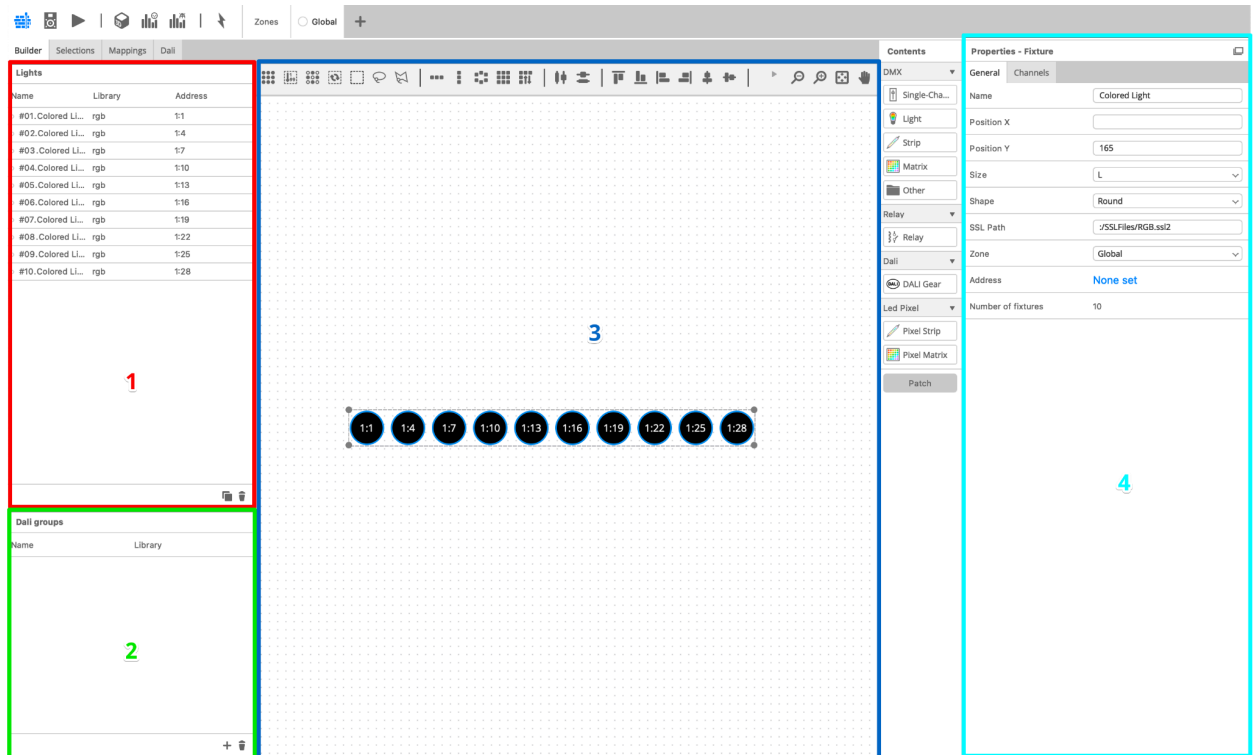 Zones
Global
Builder
Selections
Mappings
Dali
Lights
Name Library Address
#01.Colored Li... rgb 1:1
#02.Colored Li... rgb 1:4
#03.Colored Li... rgb 1:7
#04.Colored Li... rgb 1:10
#05.Colored Li... rgb 1:13
#06.Colored Li... rgb 1:16
#07.Colored Li... rgb 1:19
#08.Colored Li... rgb 1:22
#09.Colored Li... rgb 1:25
#10.Colored Li... rgb 1:28
1
Dali groups
Name Library
2
3
1:1 1:4 1:7 1:10 1:13 1:16 1:19 1:22 1:25 1:28
Contents
DMX
Single-Cha...
Light
Strip
Matrix
Other
Relay
Relay
Dali
DALI DALI Gear
Led Pixel
Pixel Strip
Pixel Matrix
Patch
Properties - Fixture
General Channels
Name Colored Light
Position X
Position Y 165
Size L
Shape Round
SSL Path :/SSLFiles/RGB.ssl2
Zone Global
Address None set
Number of fixtures 10
4